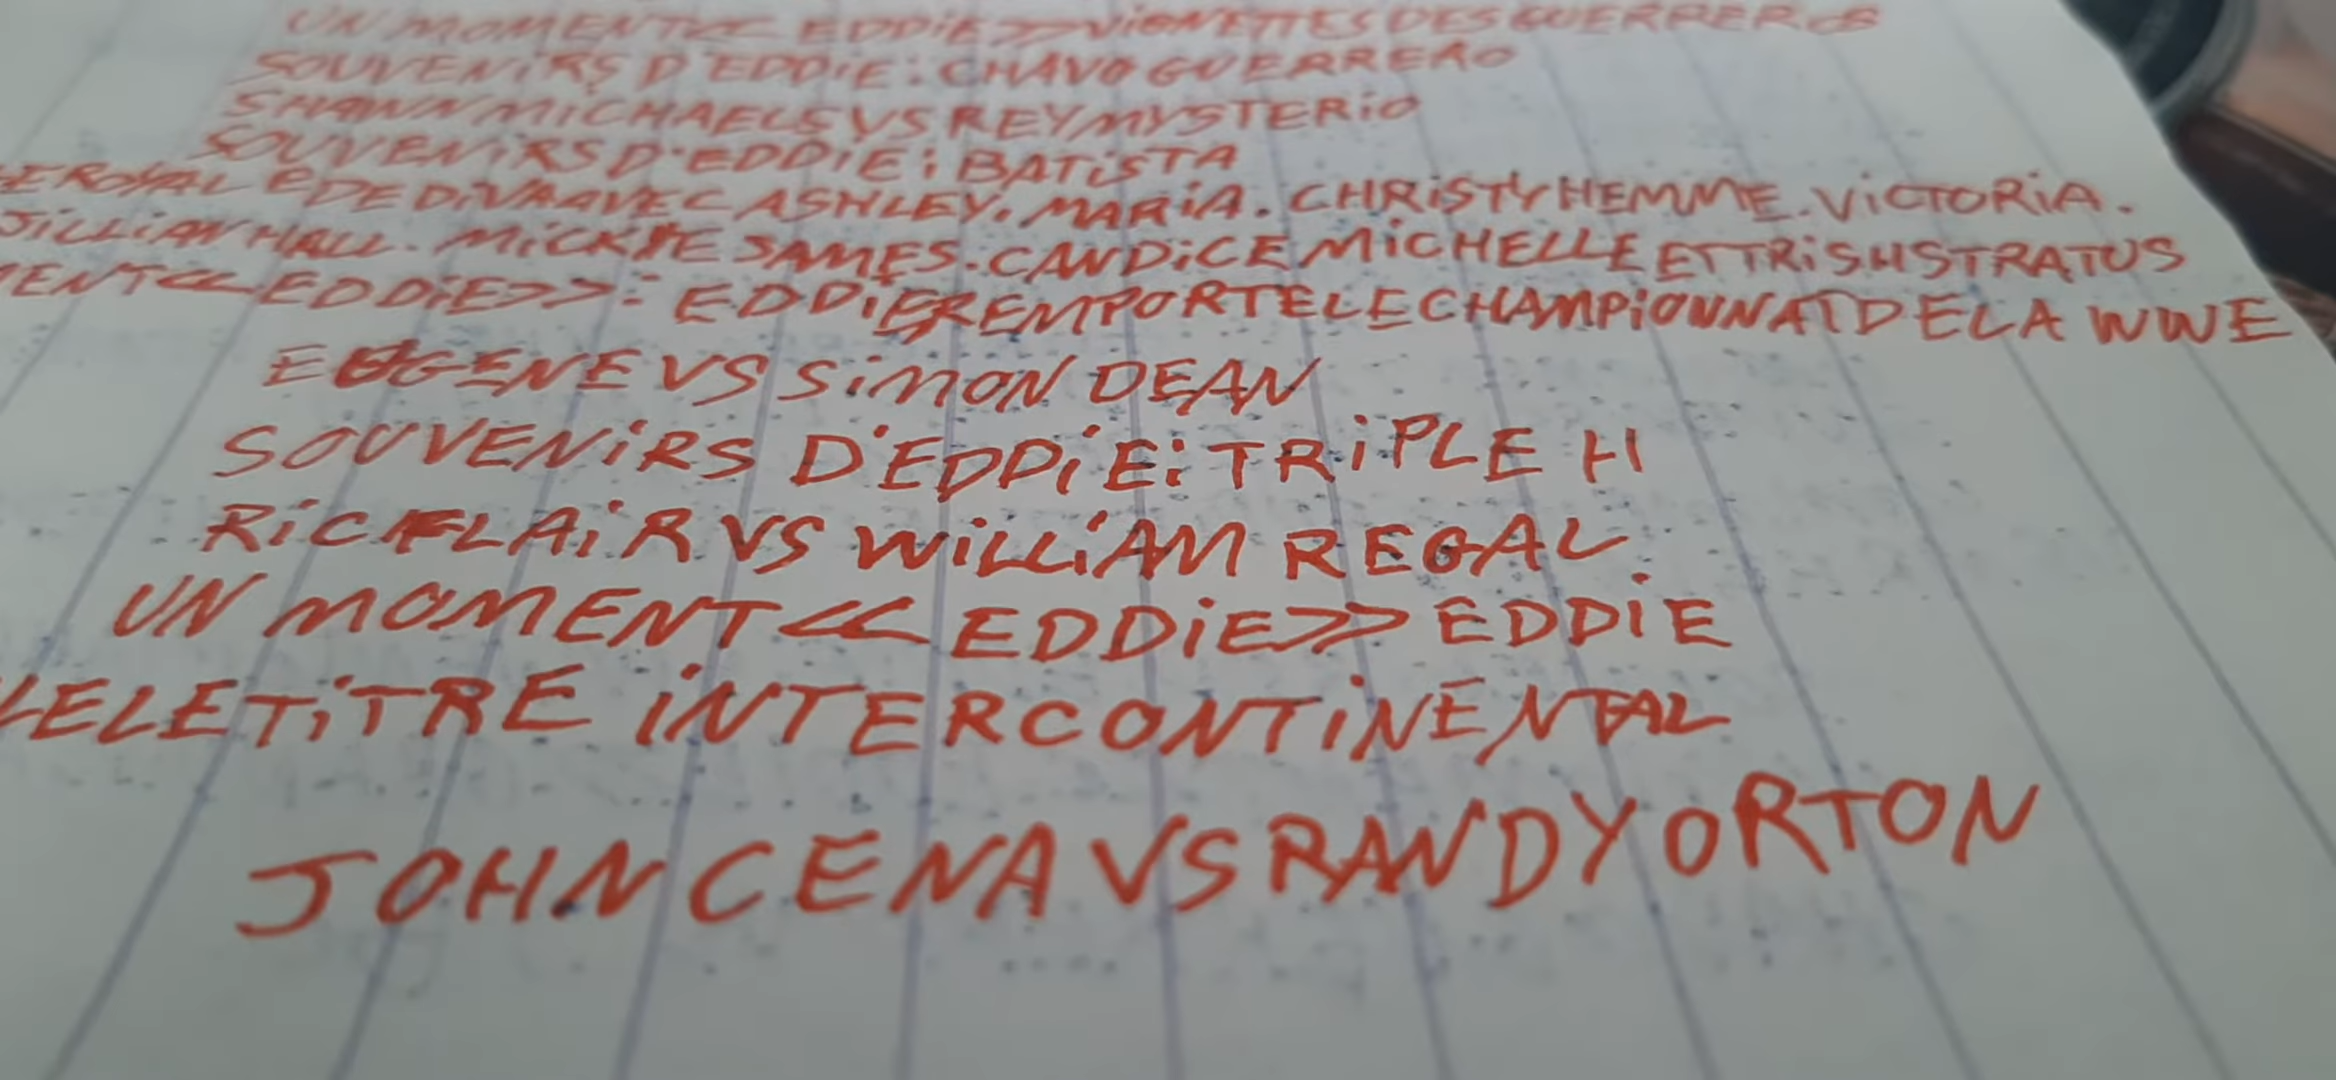 UN MOMENT << EDDIE >> VIGNETTES DES GUERREROS
SOUVENIRS D'EDDIE: CHAVO GUERRERO
SHAWN MICHAELS VS REY MYSTERIO
SOUVENIRS D'EDDIE: BATISTA
ROYAL DE DIVA AVEC ASHLEY. MARIA. CHRISTY HEMME. VICTORIA.
JILLIAN HALL. MICKIE JAMES. CANDICE MICHELLE ET TRISH STRATUS
MENT << EDDIE >>: EDDIE REMPORTE LE CHAMPIONNAT DE LA WWE
EUGENE VS SIMON DEAN
SOUVENIRS D'EDDIE: TRIPLE H
RIC FLAIR VS WILLIAM REGAL
UN MOMENT << EDDIE >> EDDIE
LE TITRE INTERCONTINENTAL
JOHN CENA VS RANDY ORTON